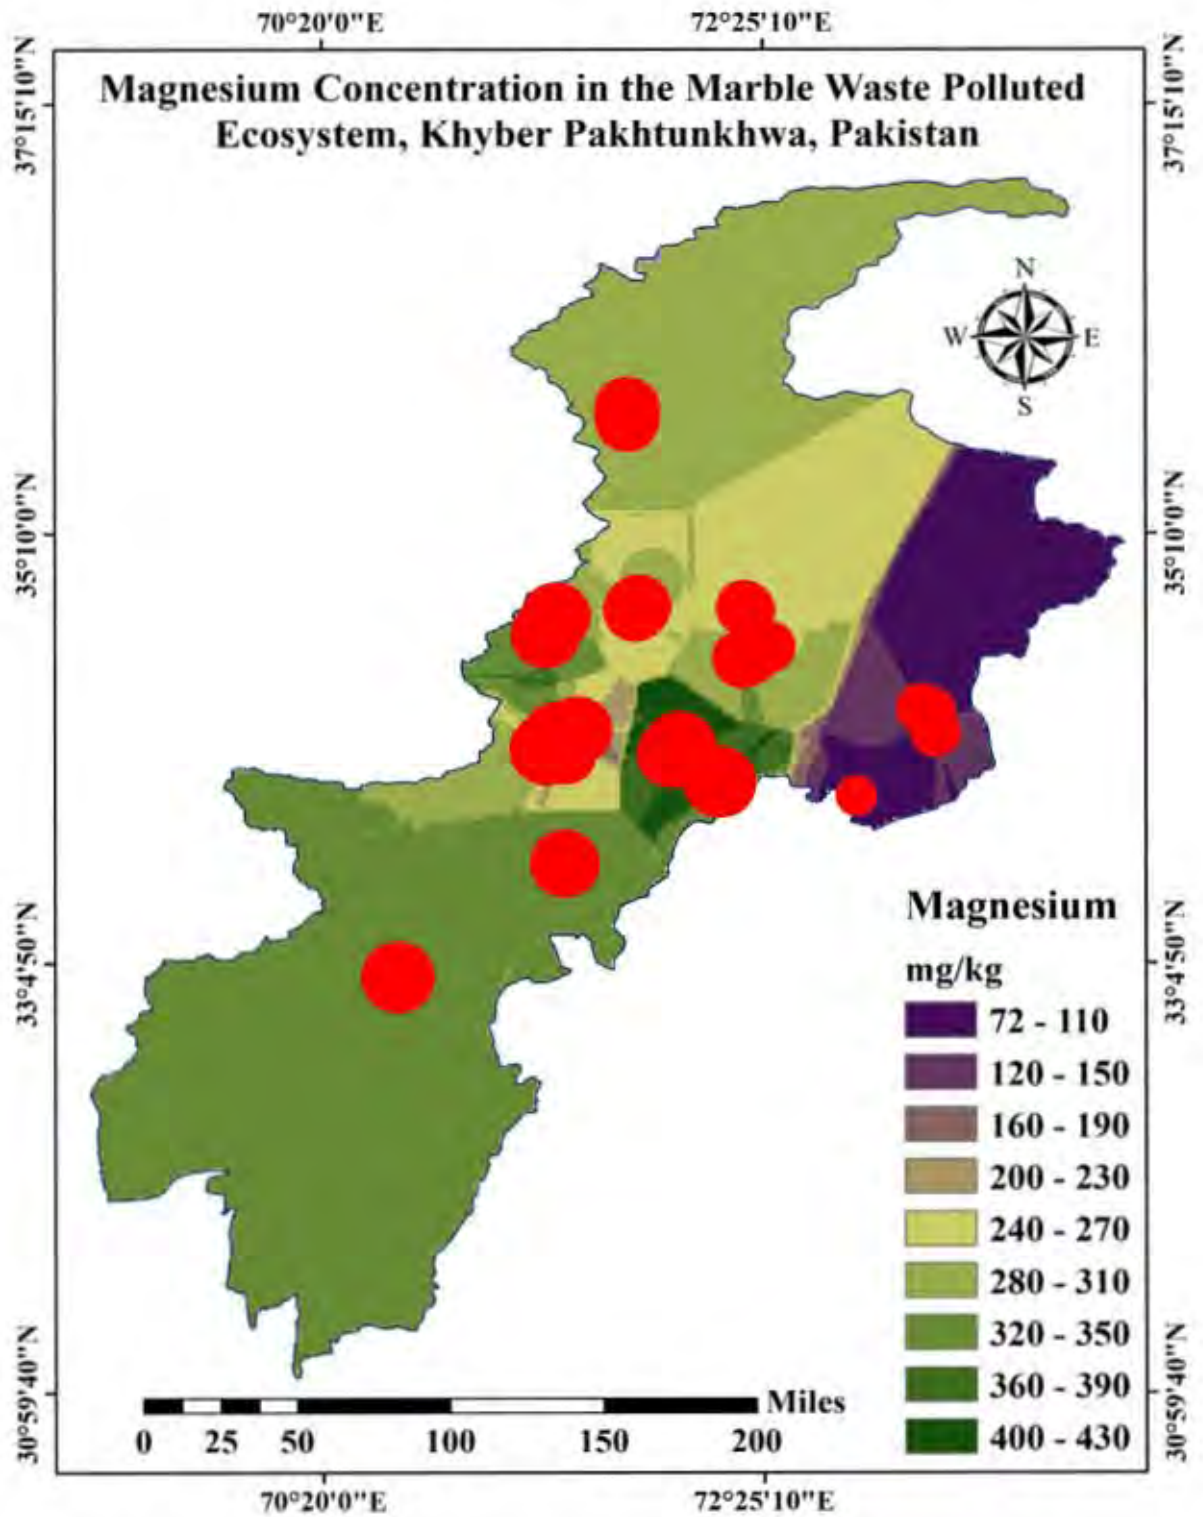 70°20'0"E 72°25'10"E
37°15'10"N 37°15'10"N
Magnesium Concentration in the Marble Waste Polluted
Ecosystem, Khyber Pakhtunkhwa, Pakistan
N
W E
S
35°10'0"N 35°10'0"N
33°4'50"N 33°4'50"N
Magnesium
mg/kg
72 - 110
120 - 150
160 - 190
200 - 230
240 - 270
280 - 310
320 - 350
360 - 390
400 - 430
30°59'40"N 30°59'40"N
Miles
0 25 50 100 150 200
70°20'0"E 72°25'10"E